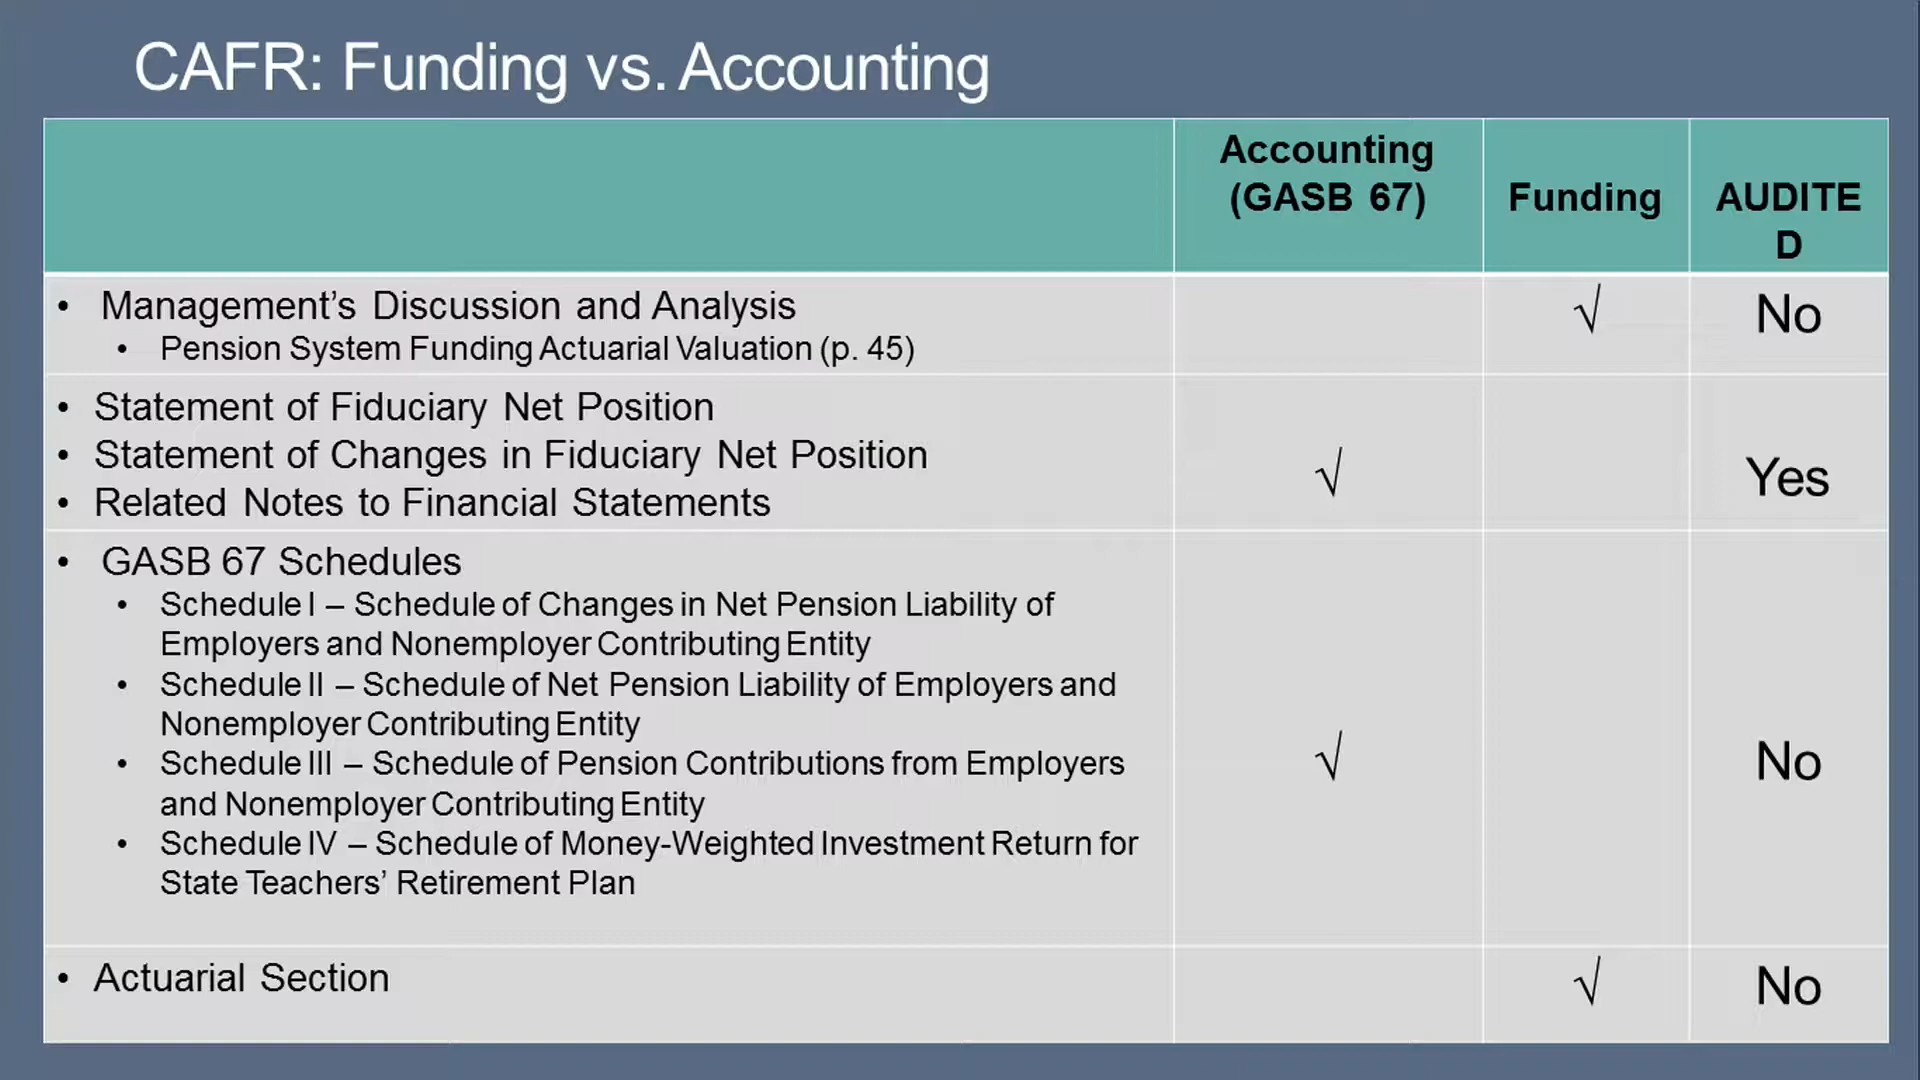 CAFR: Funding vs. Accounting
Accounting
(GASB 67)
Funding
AUDITE
D
• Management’s Discussion and Analysis
• Pension System Funding Actuarial Valuation (p. 45)
√
No
• Statement of Fiduciary Net Position
• Statement of Changes in Fiduciary Net Position
• Related Notes to Financial Statements
√
Yes
• GASB 67 Schedules
• Schedule I – Schedule of Changes in Net Pension Liability of
Employers and Nonemployer Contributing Entity
• Schedule II – Schedule of Net Pension Liability of Employers and
Nonemployer Contributing Entity
• Schedule III – Schedule of Pension Contributions from Employers
and Nonemployer Contributing Entity
• Schedule IV – Schedule of Money-Weighted Investment Return for
State Teachers’ Retirement Plan
√
No
• Actuarial Section
√
No